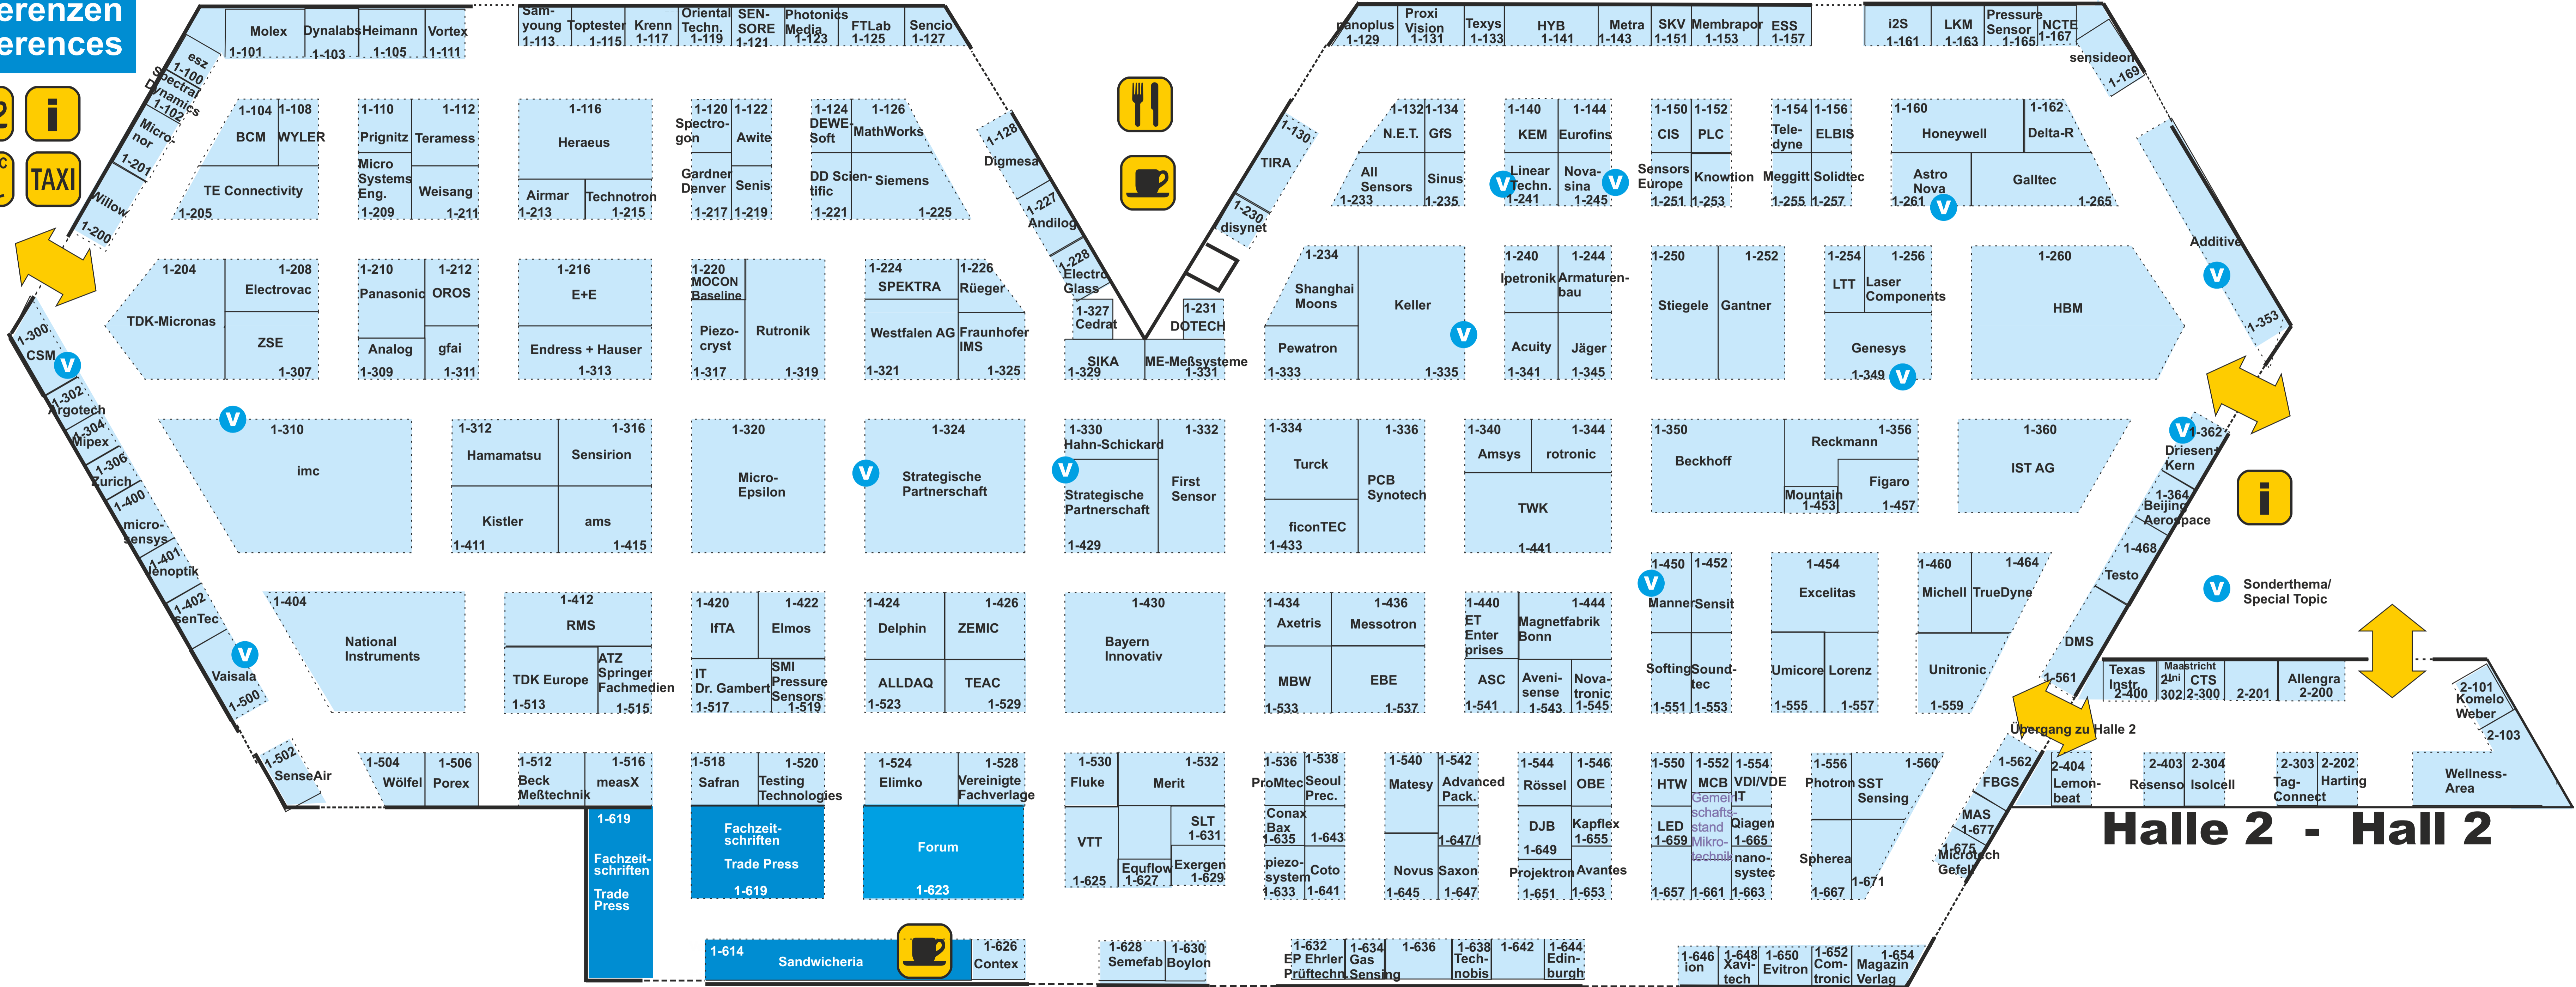 erenzen
erences
TAXI
Molex
1-101
Dynalabs
1-103
Heimann
1-105
Vortex
1-111
Sam-
young
1-113
Toptester
1-115
Krenn
1-117
Oriental
Techn.
1-119
SEN-
SORE
1-121
Photonics
Media
1-123
FTLab
1-125
Sencio
1-127
nanoplus
1-129
Proxi
Vision
1-131
Texys
1-133
HYB
1-141
Metra
1-143
SKV
1-151
Membrapor
1-153
ESS
1-157
i2S
1-161
LKM
1-163
Pressure
Sensor
1-165
NCTE
1-167
sensideon
1-169
esz
1-100
Spectral
Dynamics
1-102
Micro-
nor
1-201
Willow
1-200
1-104
BCM
1-108
WYLER
TE Connectivity
1-205
1-110
Prignitz
1-112
Teramess
Micro
Systems
Eng.
1-209
Weisang
1-211
1-116
Heraeus
Airmar
1-213
Technotron
1-215
1-120
Spectro-
gon
1-122
Awite
Gardner
Denver
1-217
Senis
1-219
1-124
DEWE-
Soft
1-126
MathWorks
DD Scien-
tific
1-221
Siemens
1-225
1-128
Digmesa
1-227
Andilog
1-228
Electro
Glass
1-327
Cedrat
SIKA
1-329
1-130
TIRA
1-230
disynet
1-231
DOTECH
ME-Meßsysteme
1-331
1-132
N.E.T.
1-134
GfS
All
Sensors
1-233
Sinus
1-235
1-140
KEM
1-144
Eurofins
V
Linear
Techn.
1-241
Nova-
sina
1-245
V
1-150
CIS
1-152
PLC
Sensors
Europe
1-251
Knowtion
1-253
1-154
Tele-
dyne
1-156
ELBIS
Meggitt
1-255
Solidtec
1-257
1-160
Honeywell
1-162
Delta-R
Astro
Nova
1-261
V
Galltec
1-265
Additive
V
1-353
1-204
TDK-Micronas
1-208
Electrovac
ZSE
1-307
1-210
Panasonic
1-212
OROS
Analog
1-309
gfai
1-311
1-216
E+E
Endress + Hauser
1-313
1-220
MOCON
Baseline
Piezo-
cryst
1-317
Rutronik
1-319
1-224
SPEKTRA
1-226
Rüeger
Westfalen AG
1-321
Fraunhofer
IMS
1-325
1-234
Shanghai
Moons
Keller
V
Pewatron
1-333
1-335
1-240
Ipetronik
1-244
Armaturen-
bau
Acuity
1-341
Jäger
1-345
1-250
Stiegele
1-252
Gantner
1-254
LTT
1-256
Laser
Components
Genesys
1-349
V
1-260
HBM
1-300
CSM
V
1-302
Argotech
1-304
Mipex
1-306
Zurich
1-400
micro-
sensys
1-401
Jenoptik
1-402
senTec
V
Vaisala
1-500
1-502
SenseAir
V
1-310
imc
1-312
Hamamatsu
1-316
Sensirion
Kistler
1-411
ams
1-415
1-320
Micro-
Epsilon
1-324
V
Strategische
Partnerschaft
1-330
Hahn-Schickard
V
Strategische
Partnerschaft
1-429
1-332
First
Sensor
1-334
Turck
ficonTEC
1-433
1-336
PCB
Synotech
1-340
Amsys
1-344
rotronic
TWK
1-441
1-350
Beckhoff
1-356
Reckmann
Mountain
1-453
Figaro
1-457
1-360
IST AG
V
1-362
Driesen+
Kern
1-364
Beijing
Aerospace
1-468
Testo
DMS
1-561
V
Sonderthema/
Special Topic
1-404
National
Instruments
1-412
RMS
TDK Europe
1-513
ATZ
Springer
Fachmedien
1-515
1-420
IfTA
1-422
Elmos
IT
Dr. Gambert
1-517
SMI
Pressure
Sensors
1-519
1-424
Delphin
1-426
ZEMIC
ALLDAQ
1-523
TEAC
1-529
1-430
Bayern
Innovativ
1-434
Axetris
1-436
Messotron
MBW
1-533
EBE
1-537
1-440
ET
Enter
prises
1-444
Magnetfabrik
Bonn
ASC
1-541
Aveni-
sense
1-543
Nova-
tronic
1-545
1-450
V
Manner
1-452
Sensit
Softing
1-551
Sound-
tec
1-553
1-454
Excelitas
Umicore
1-555
Lorenz
1-557
1-460
Michell
1-464
TrueDyne
Unitronic
1-559
Texas
Instr.
2-400
Maastricht
Uni
2-
302
CTS
2-300
2-201
Allengra
2-200
2-101
Komelo
Weber
2-103
Übergang zu Halle 2
1-504
Wölfel
1-506
Porex
1-512
Beck
Meßtechnik
1-516
measX
1-518
Safran
1-520
Testing
Technologies
1-524
Elimko
1-528
Vereinigte
Fachverlage
1-530
Fluke
1-532
Merit
VTT
1-625
SLT
1-631
Equflow
1-627
Exergen
1-629
1-536
ProMtec
1-538
Seoul
Prec.
Conax
Bax
1-635
1-643
piezo-
system
1-633
Coto
1-641
1-540
Matesy
1-542
Advanced
Pack.
1-647/1
Novus
1-645
Saxon
1-647
1-544
Rössel
1-546
OBE
DJB
1-649
Kapflex
1-655
Projektron
1-651
Avantes
1-653
1-550
HTW
1-552
MCB
1-554
VDI/VDE
IT
LED
1-659
Gemein
schafts-
stand
Mikro-
technik
Qiagen
1-665
nano-
systec
1-657
1-661
1-663
1-556
Photron
1-560
SST
Sensing
Spherea
1-667
1-671
1-562
FBGS
MAS
1-677
1-675
Microtech
Gefell
2-404
Lemon-
beat
2-403
Resenso
2-304
Isolcell
2-303
Tag-
Connect
2-202
Harting
Wellness-
Area
Halle 2 - Hall 2
1-619
Fachzeit-
schriften
Trade
Press
Fachzeit-
schriften
Trade Press
1-619
Forum
1-623
1-614
Sandwicheria
1-626
Contex
1-628
Semefab
1-630
Boylon
1-632
EP Ehrler
Prüftechn.
1-634
Gas
Sensing
1-636
1-638
Tech-
nobis
1-642
1-644
Edin-
burgh
1-646
ion
1-648
Xavi-
tech
1-650
Evitron
1-652
Com-
tronic
1-654
Magazin
Verlag